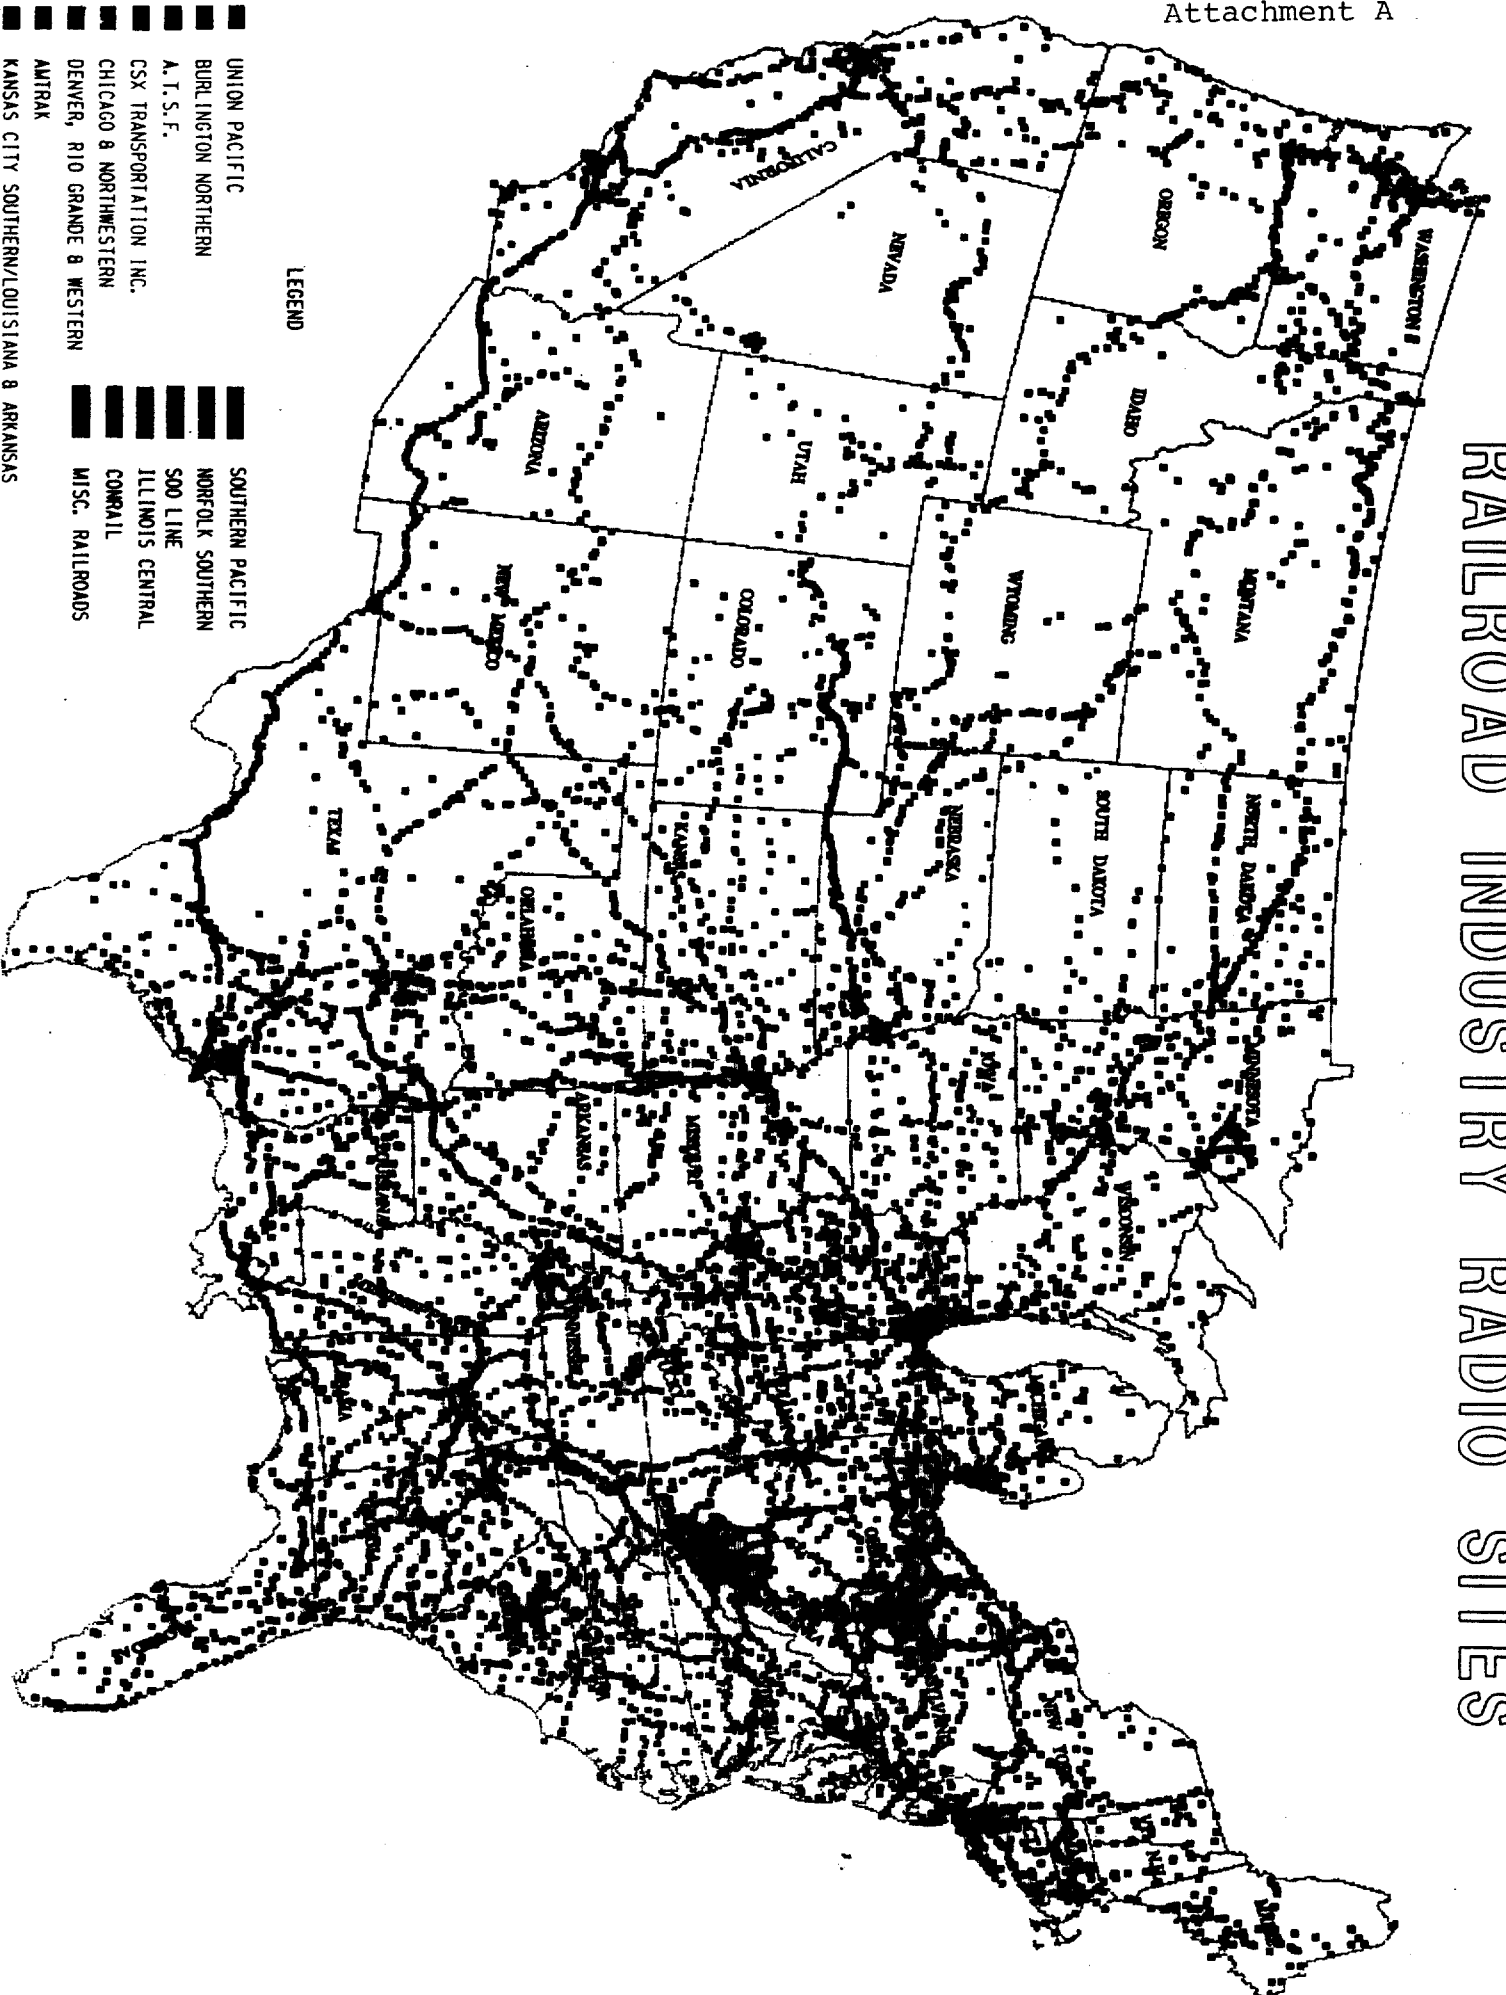 Attachment A
RAILROAD INDUSTRY RADIO SITES
WASHINGTON
OREGON
CALIFORNIA
NEVADA
IDAHO
MONTANA
WYOMING
UTAH
ARIZONA
COLORADO
NEW MEXICO
NORTH DAKOTA
SOUTH DAKOTA
NEBRASKA
KANSAS
OKLAHOMA
TEXAS
MINNESOTA
IOWA
MISSOURI
ARKANSAS
LOUISIANA
WISCONSIN
MICHIGAN
NEW YORK
VT
N.H.
MAINE
LEGEND
UNION PACIFIC
BURLINGTON NORTHERN
A.T.S.F.
CSX TRANSPORTATION INC.
CHICAGO & NORTHWESTERN
DENVER, RIO GRANDE & WESTERN
AMTRAK
KANSAS CITY SOUTHERN/LOUISIANA & ARKANSAS
SOUTHERN PACIFIC
NORFOLK SOUTHERN
SOO LINE
ILLINOIS CENTRAL
CONRAIL
MISC. RAILROADS